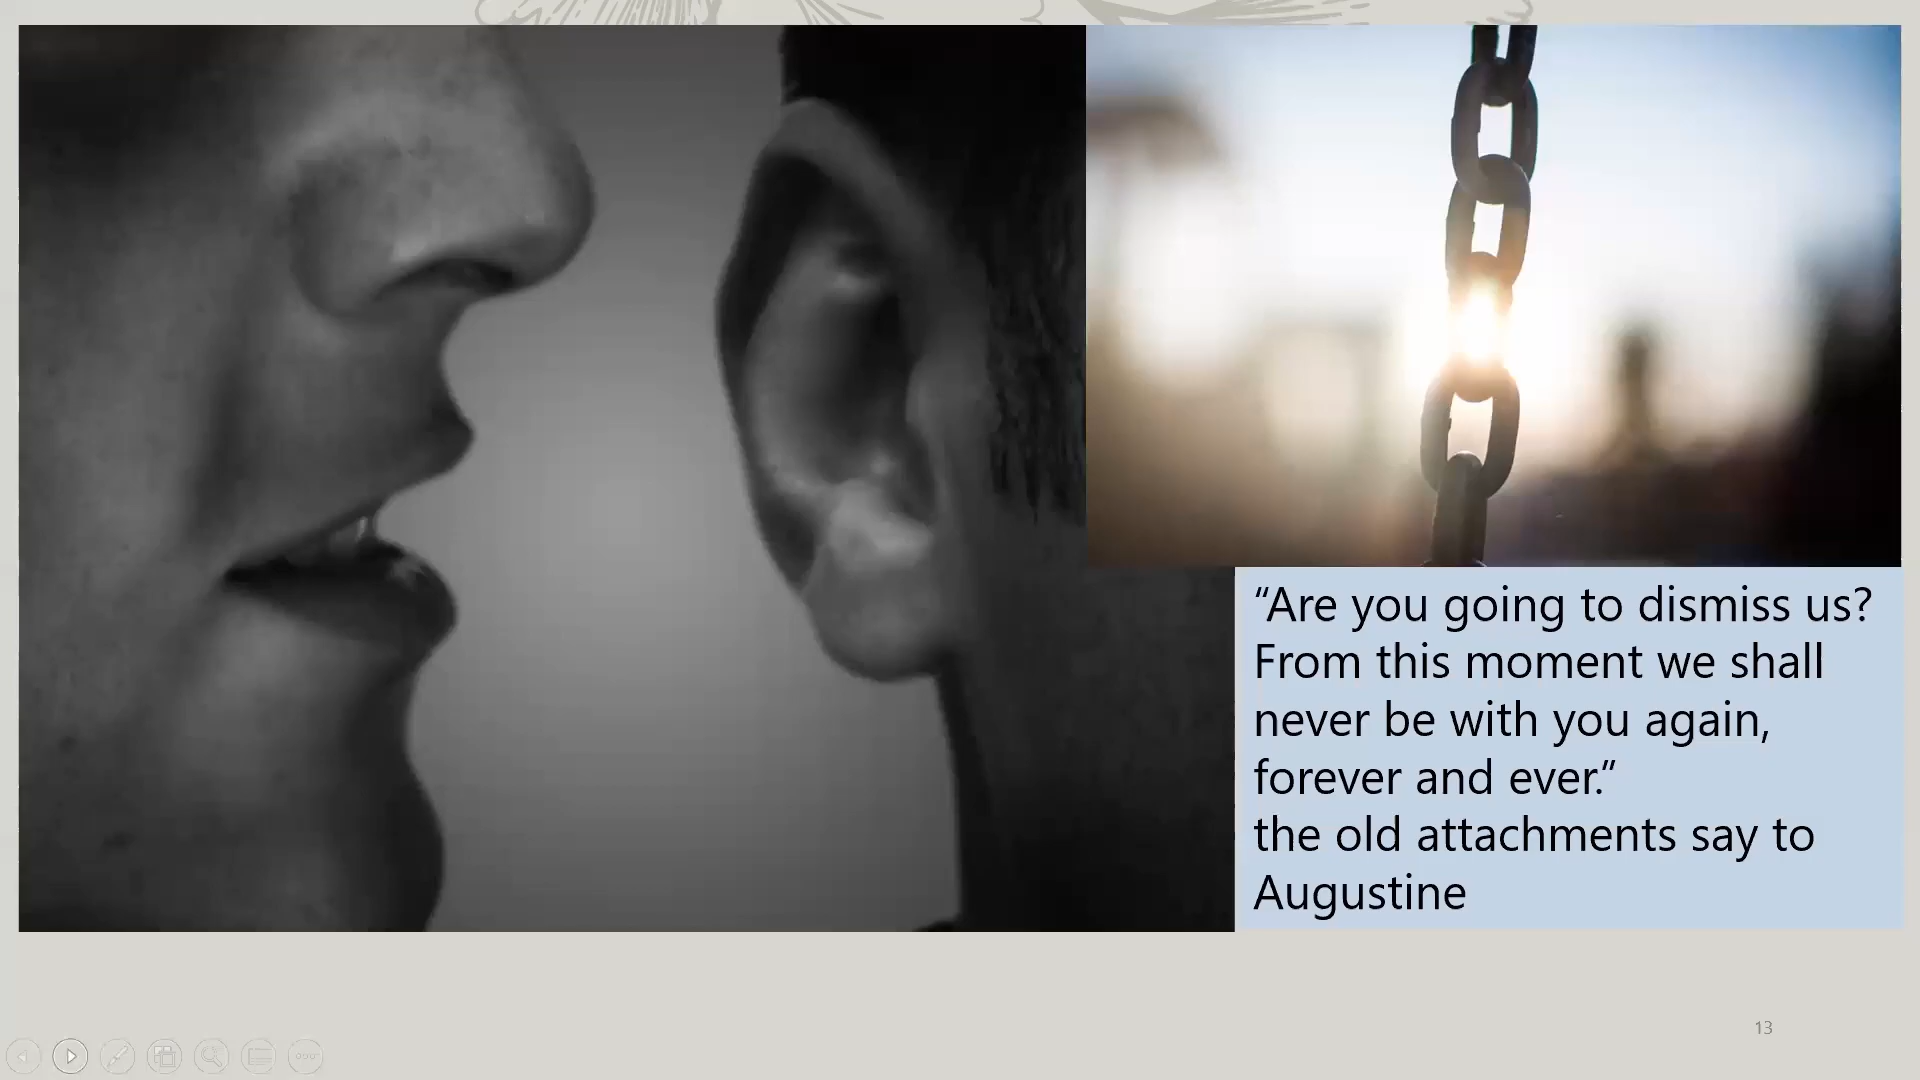 “Are you going to dismiss us?
From this moment we shall
never be with you again,
forever and ever.”
the old attachments say to
Augustine
13